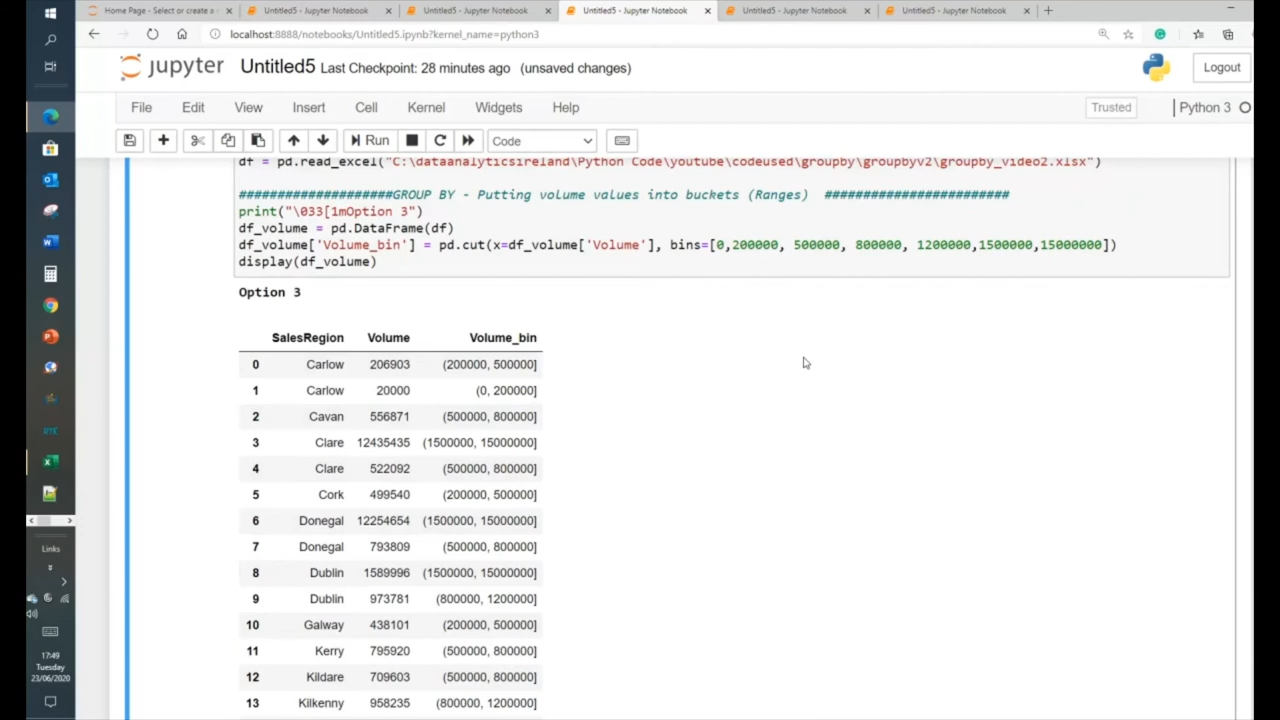 Home Page - Select or create a
Untitled5 - Jupyter Notebook
Untitled5 - Jupyter Notebook
Untitled5 - Jupyter Notebook
Untitled5 - Jupyter Notebook
Untitled5 - Jupyter Notebook
localhost:8888/notebooks/Untitled5.ipynb?kernel_name=python3
jupyter Untitled5 Last Checkpoint: 28 minutes ago (unsaved changes)
Logout
File Edit View Insert Cell Kernel Widgets Help
Trusted Python 3
Run Code
df = pd.read_excel("C:\dataanalyticsireland\Python Code\youtube\codeused\groupby\groupbyv2\groupby_video2.xlsx")
####################GROUP BY - Putting volume values into buckets (Ranges) ########################
print("\033[1mOption 3")
df_volume = pd.DataFrame(df)
df_volume['Volume_bin'] = pd.cut(x=df_volume['Volume'], bins=[0,200000, 500000, 800000, 1200000,1500000,15000000])
display(df_volume)
Option 3
SalesRegion Volume Volume_bin
0 Carlow 206903 (200000, 500000]
1 Carlow 20000 (0, 200000]
2 Cavan 556871 (500000, 800000]
3 Clare 12435435 (1500000, 15000000]
4 Clare 522092 (500000, 800000]
5 Cork 499540 (200000, 500000]
6 Donegal 12254654 (1500000, 15000000]
7 Donegal 793809 (500000, 800000]
8 Dublin 1589996 (1500000, 15000000]
9 Dublin 973781 (800000, 1200000]
10 Galway 438101 (200000, 500000]
11 Kerry 795920 (500000, 800000]
12 Kildare 709603 (500000, 800000]
13 Kilkenny 958235 (800000, 1200000]
Links
17:49
Tuesday
23/06/2020